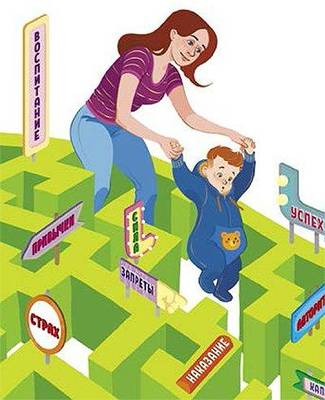 ВОСПИТАНИЕ
УСПЕХ
ПРИВЫЧКИ
СИЛА
ЗАПРЕТЫ
СТРАХ
НАКАЗАНИЕ